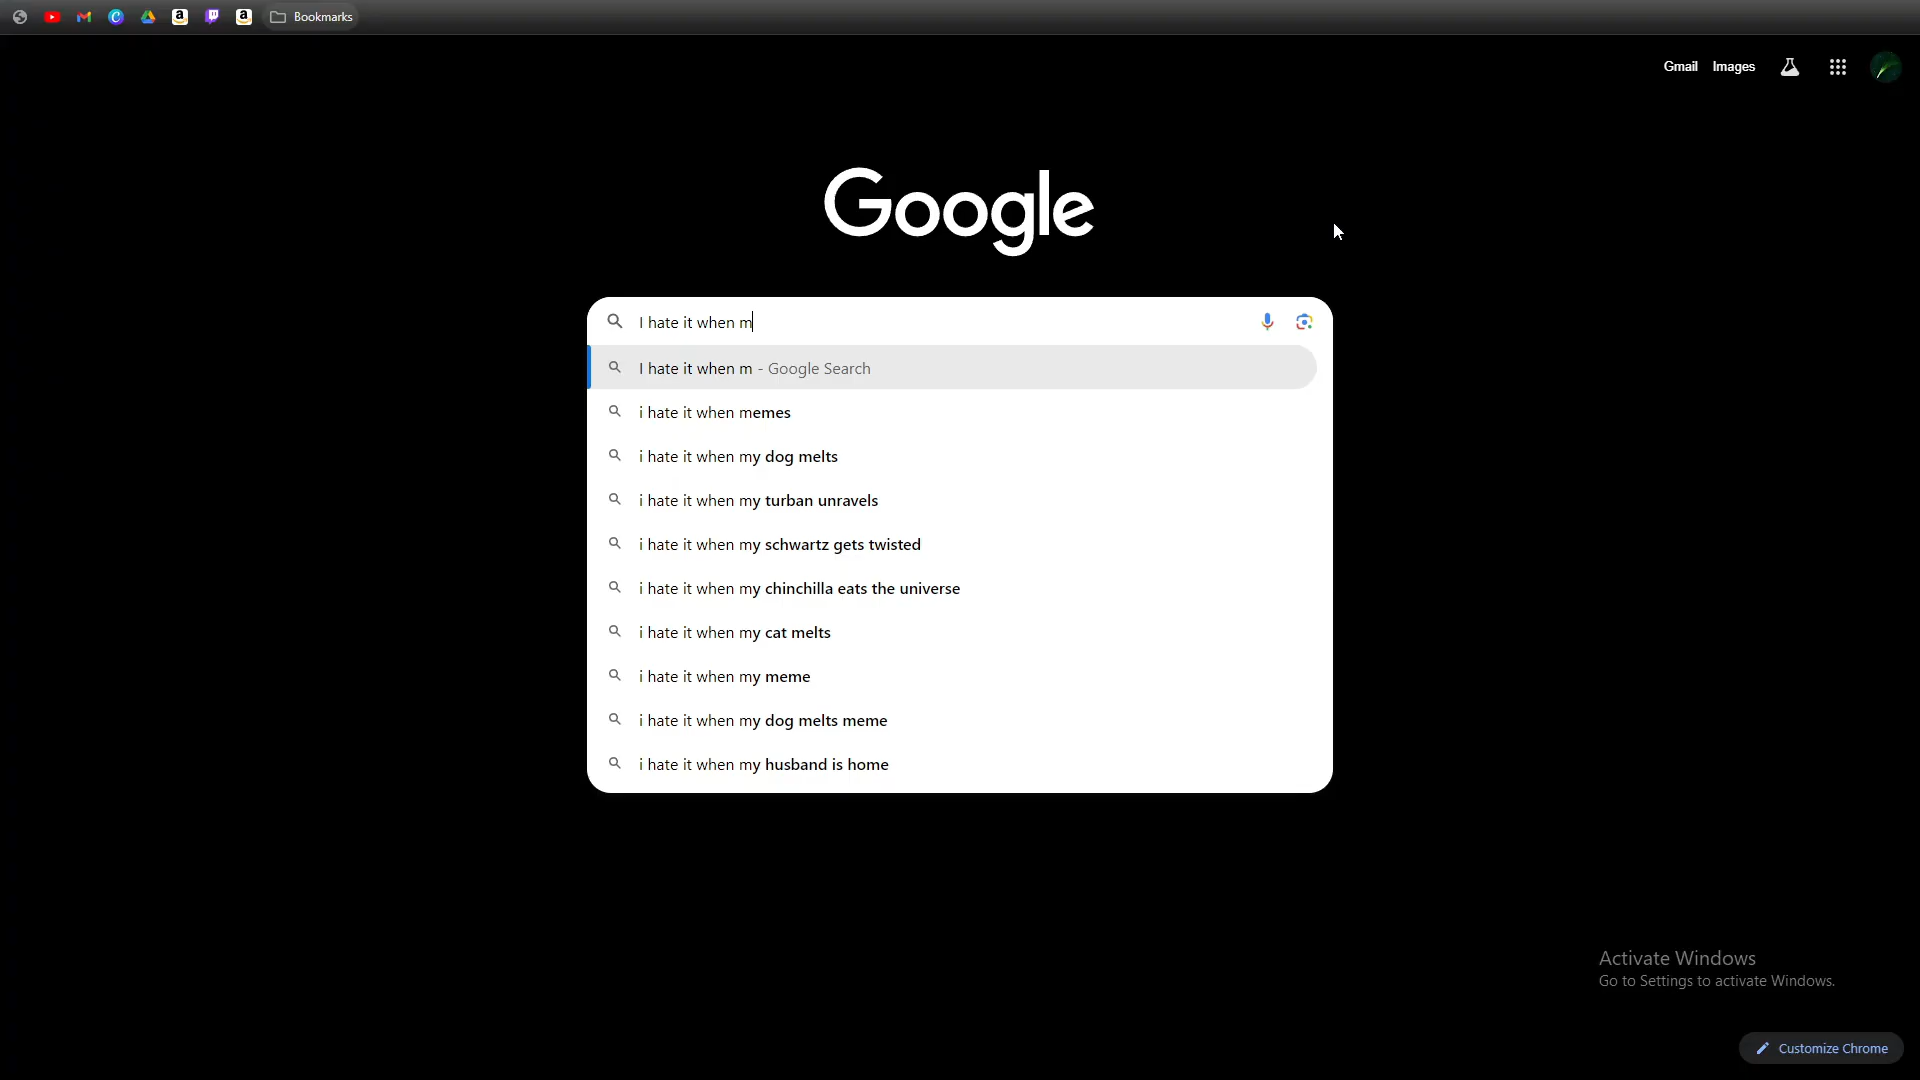 Bookmarks
Gmail Images
Google
I hate it when m
I hate it when m - Google Search
i hate it when memes
i hate it when my dog melts
i hate it when my turban unravels
i hate it when my schwartz gets twisted
i hate it when my chinchilla eats the universe
i hate it when my cat melts
i hate it when my meme
i hate it when my dog melts meme
i hate it when my husband is home
Activate Windows
Go to Settings to activate Windows.
Customize Chrome